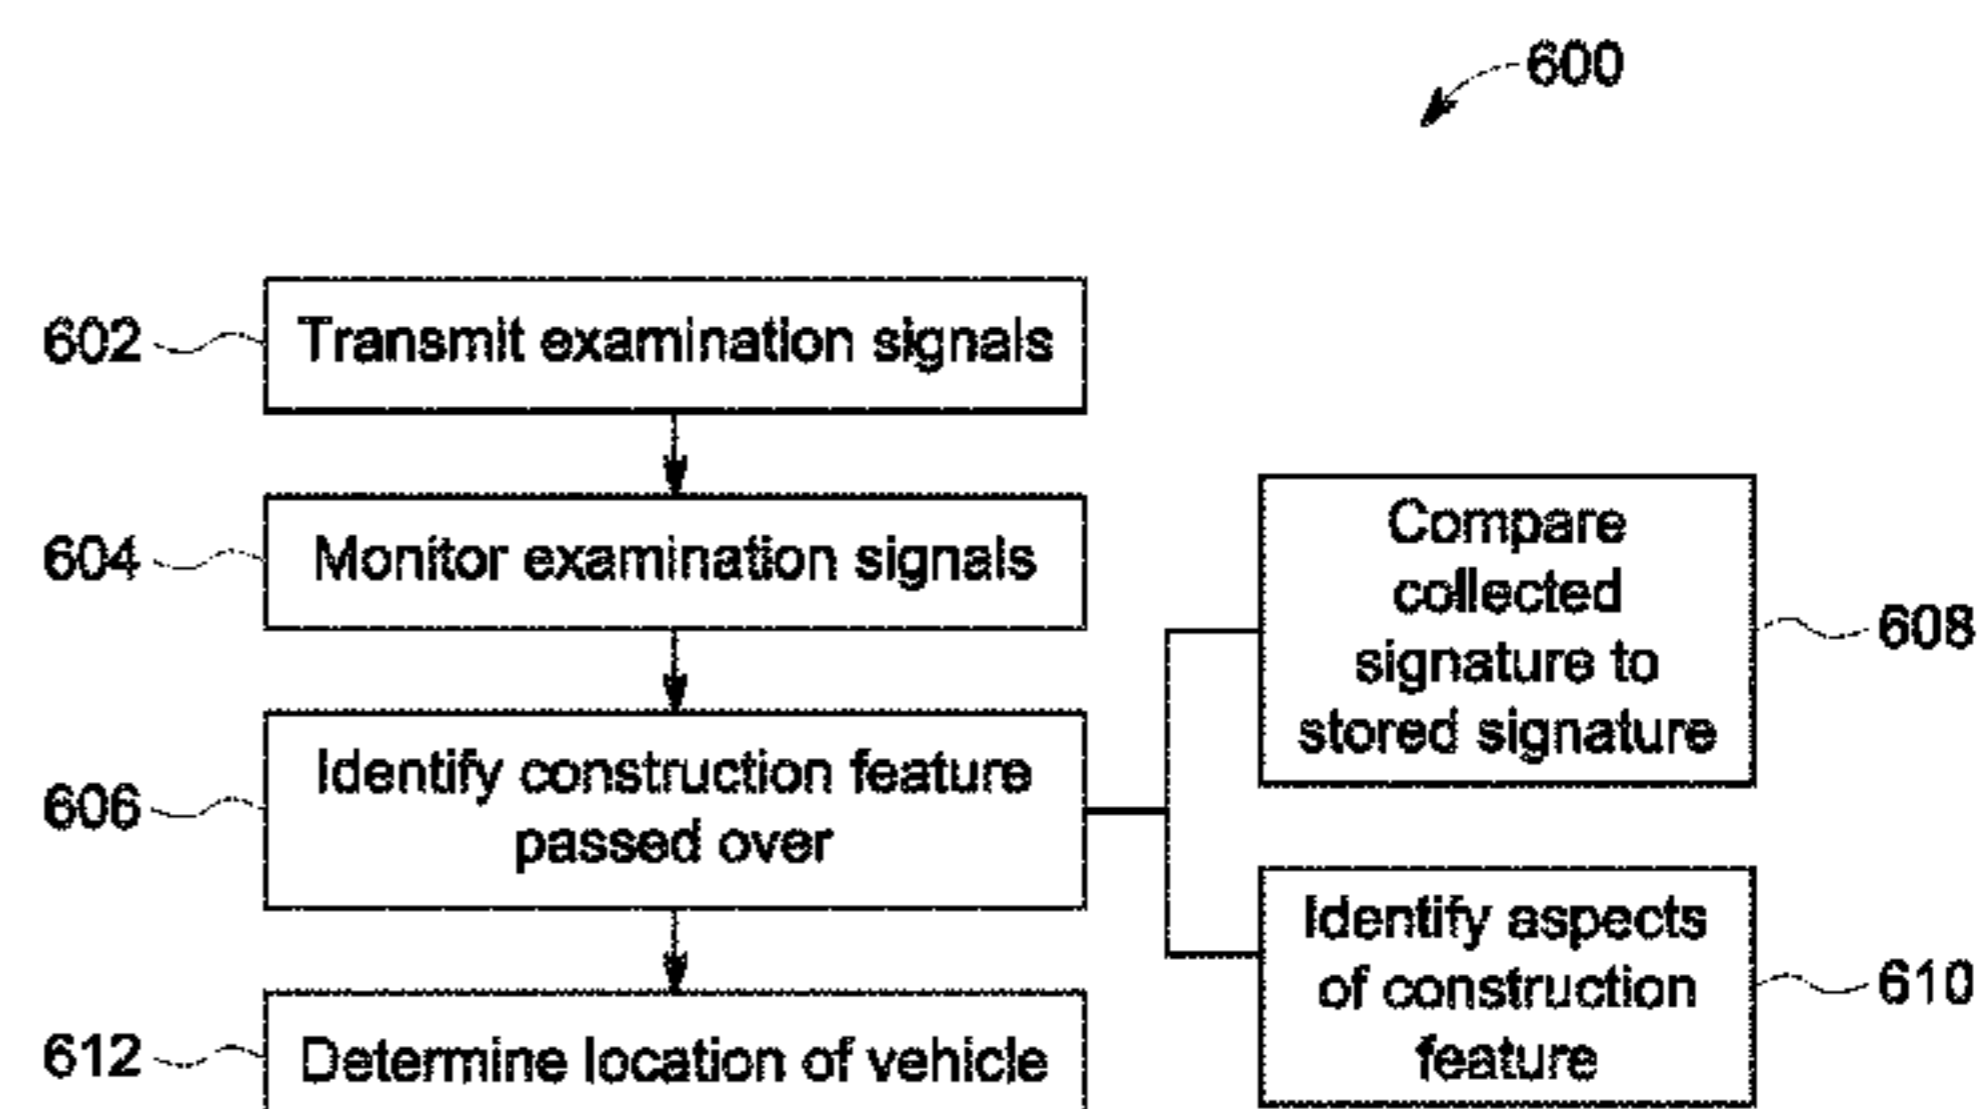 600
602
Transmit examination signals
604
Monitor examination signals
606
Identify construction feature
passed over
Compare
collected
signature to
stored signature
608
Identify aspects
of construction
feature
610
612
Determine location of vehicle